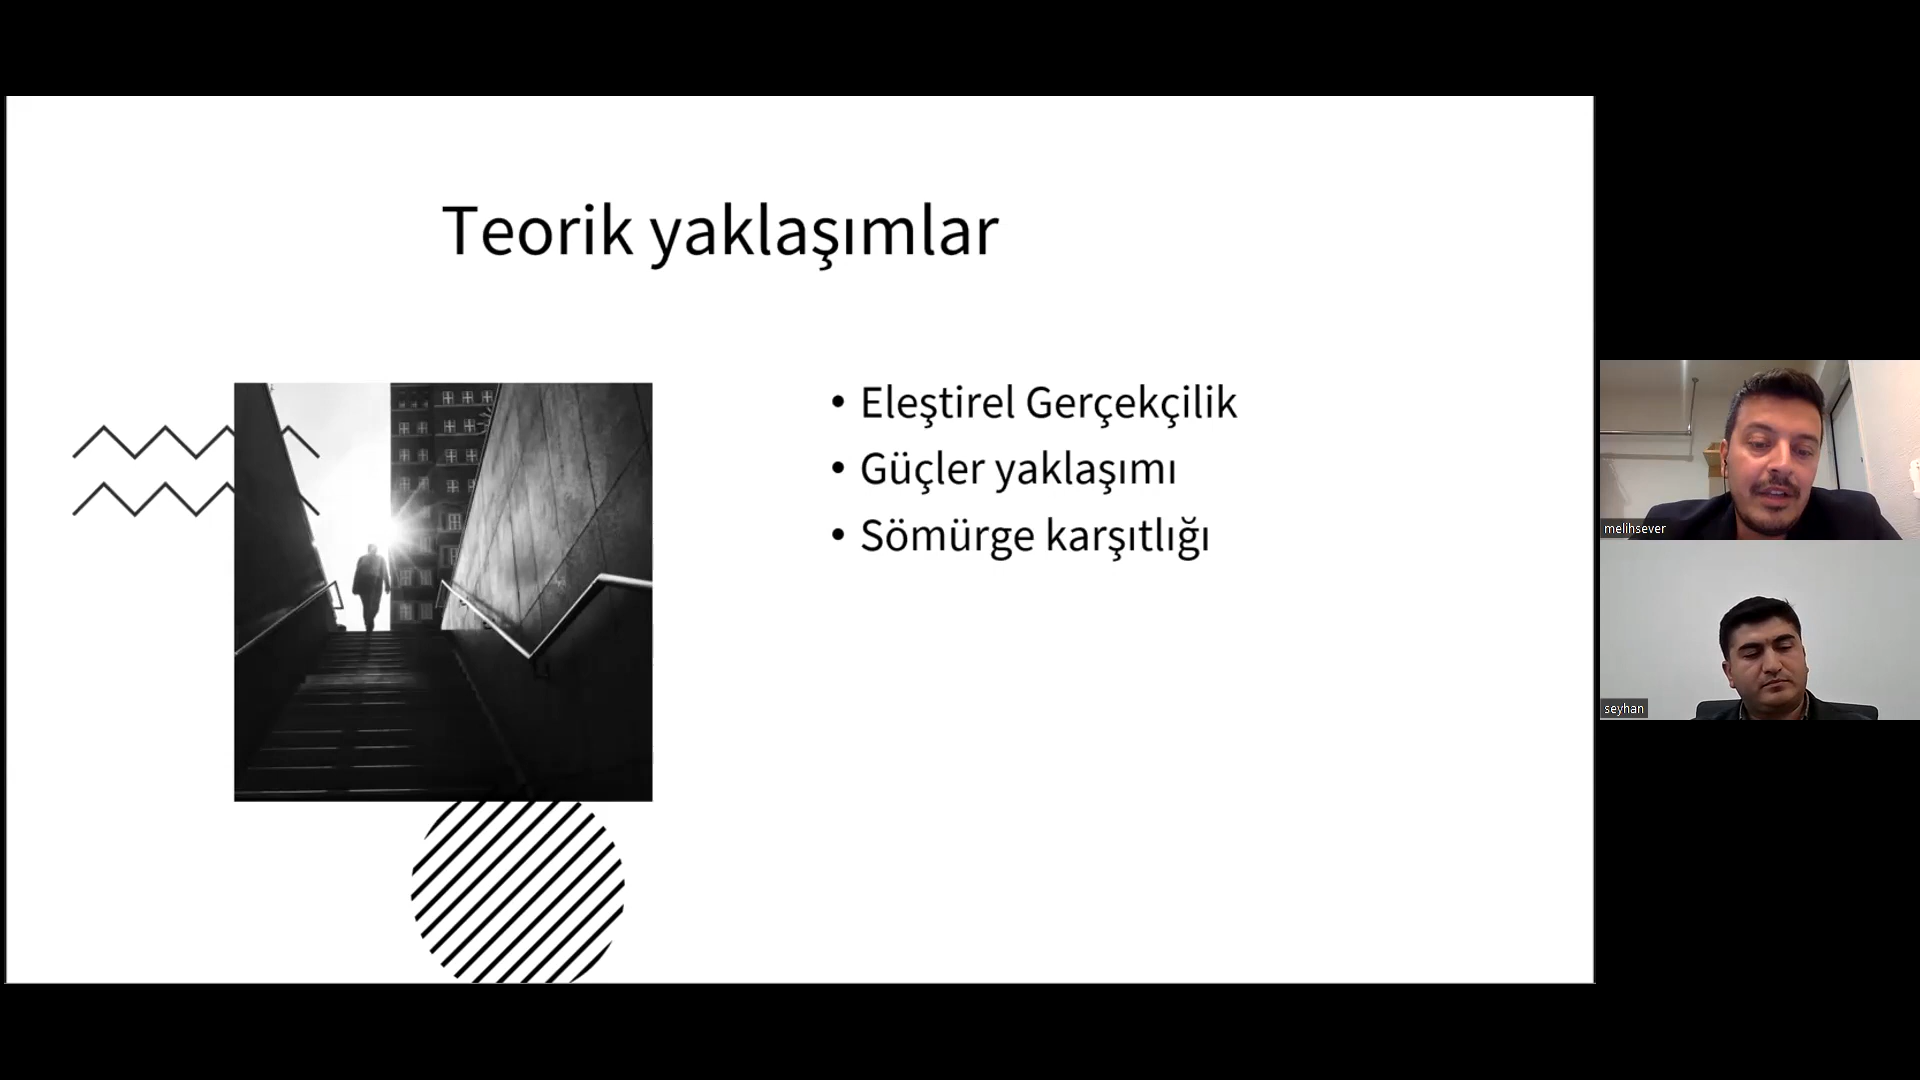 Teorik yaklaşımlar
• Eleştirel Gerçekçilik
• Güçler yaklaşımı
• Sömürge karşıtlığı
melihsever
seyhan